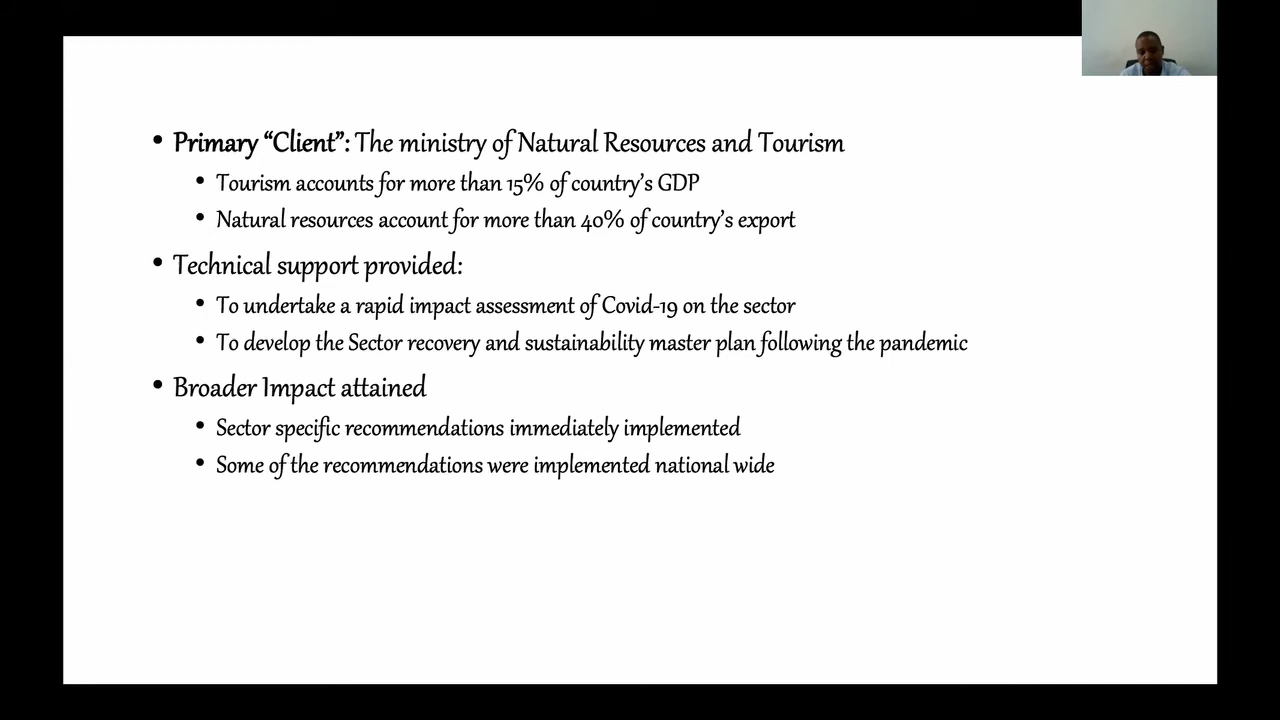 • Primary “Client”: The ministry of Natural Resources and Tourism
• Tourism accounts for more than 15% of country’s GDP
• Natural resources account for more than 40% of country’s export
• Technical support provided:
• To undertake a rapid impact assessment of Covid-19 on the sector
• To develop the Sector recovery and sustainability master plan following the pandemic
• Broader Impact attained
• Sector specific recommendations immediately implemented
• Some of the recommendations were implemented national wide